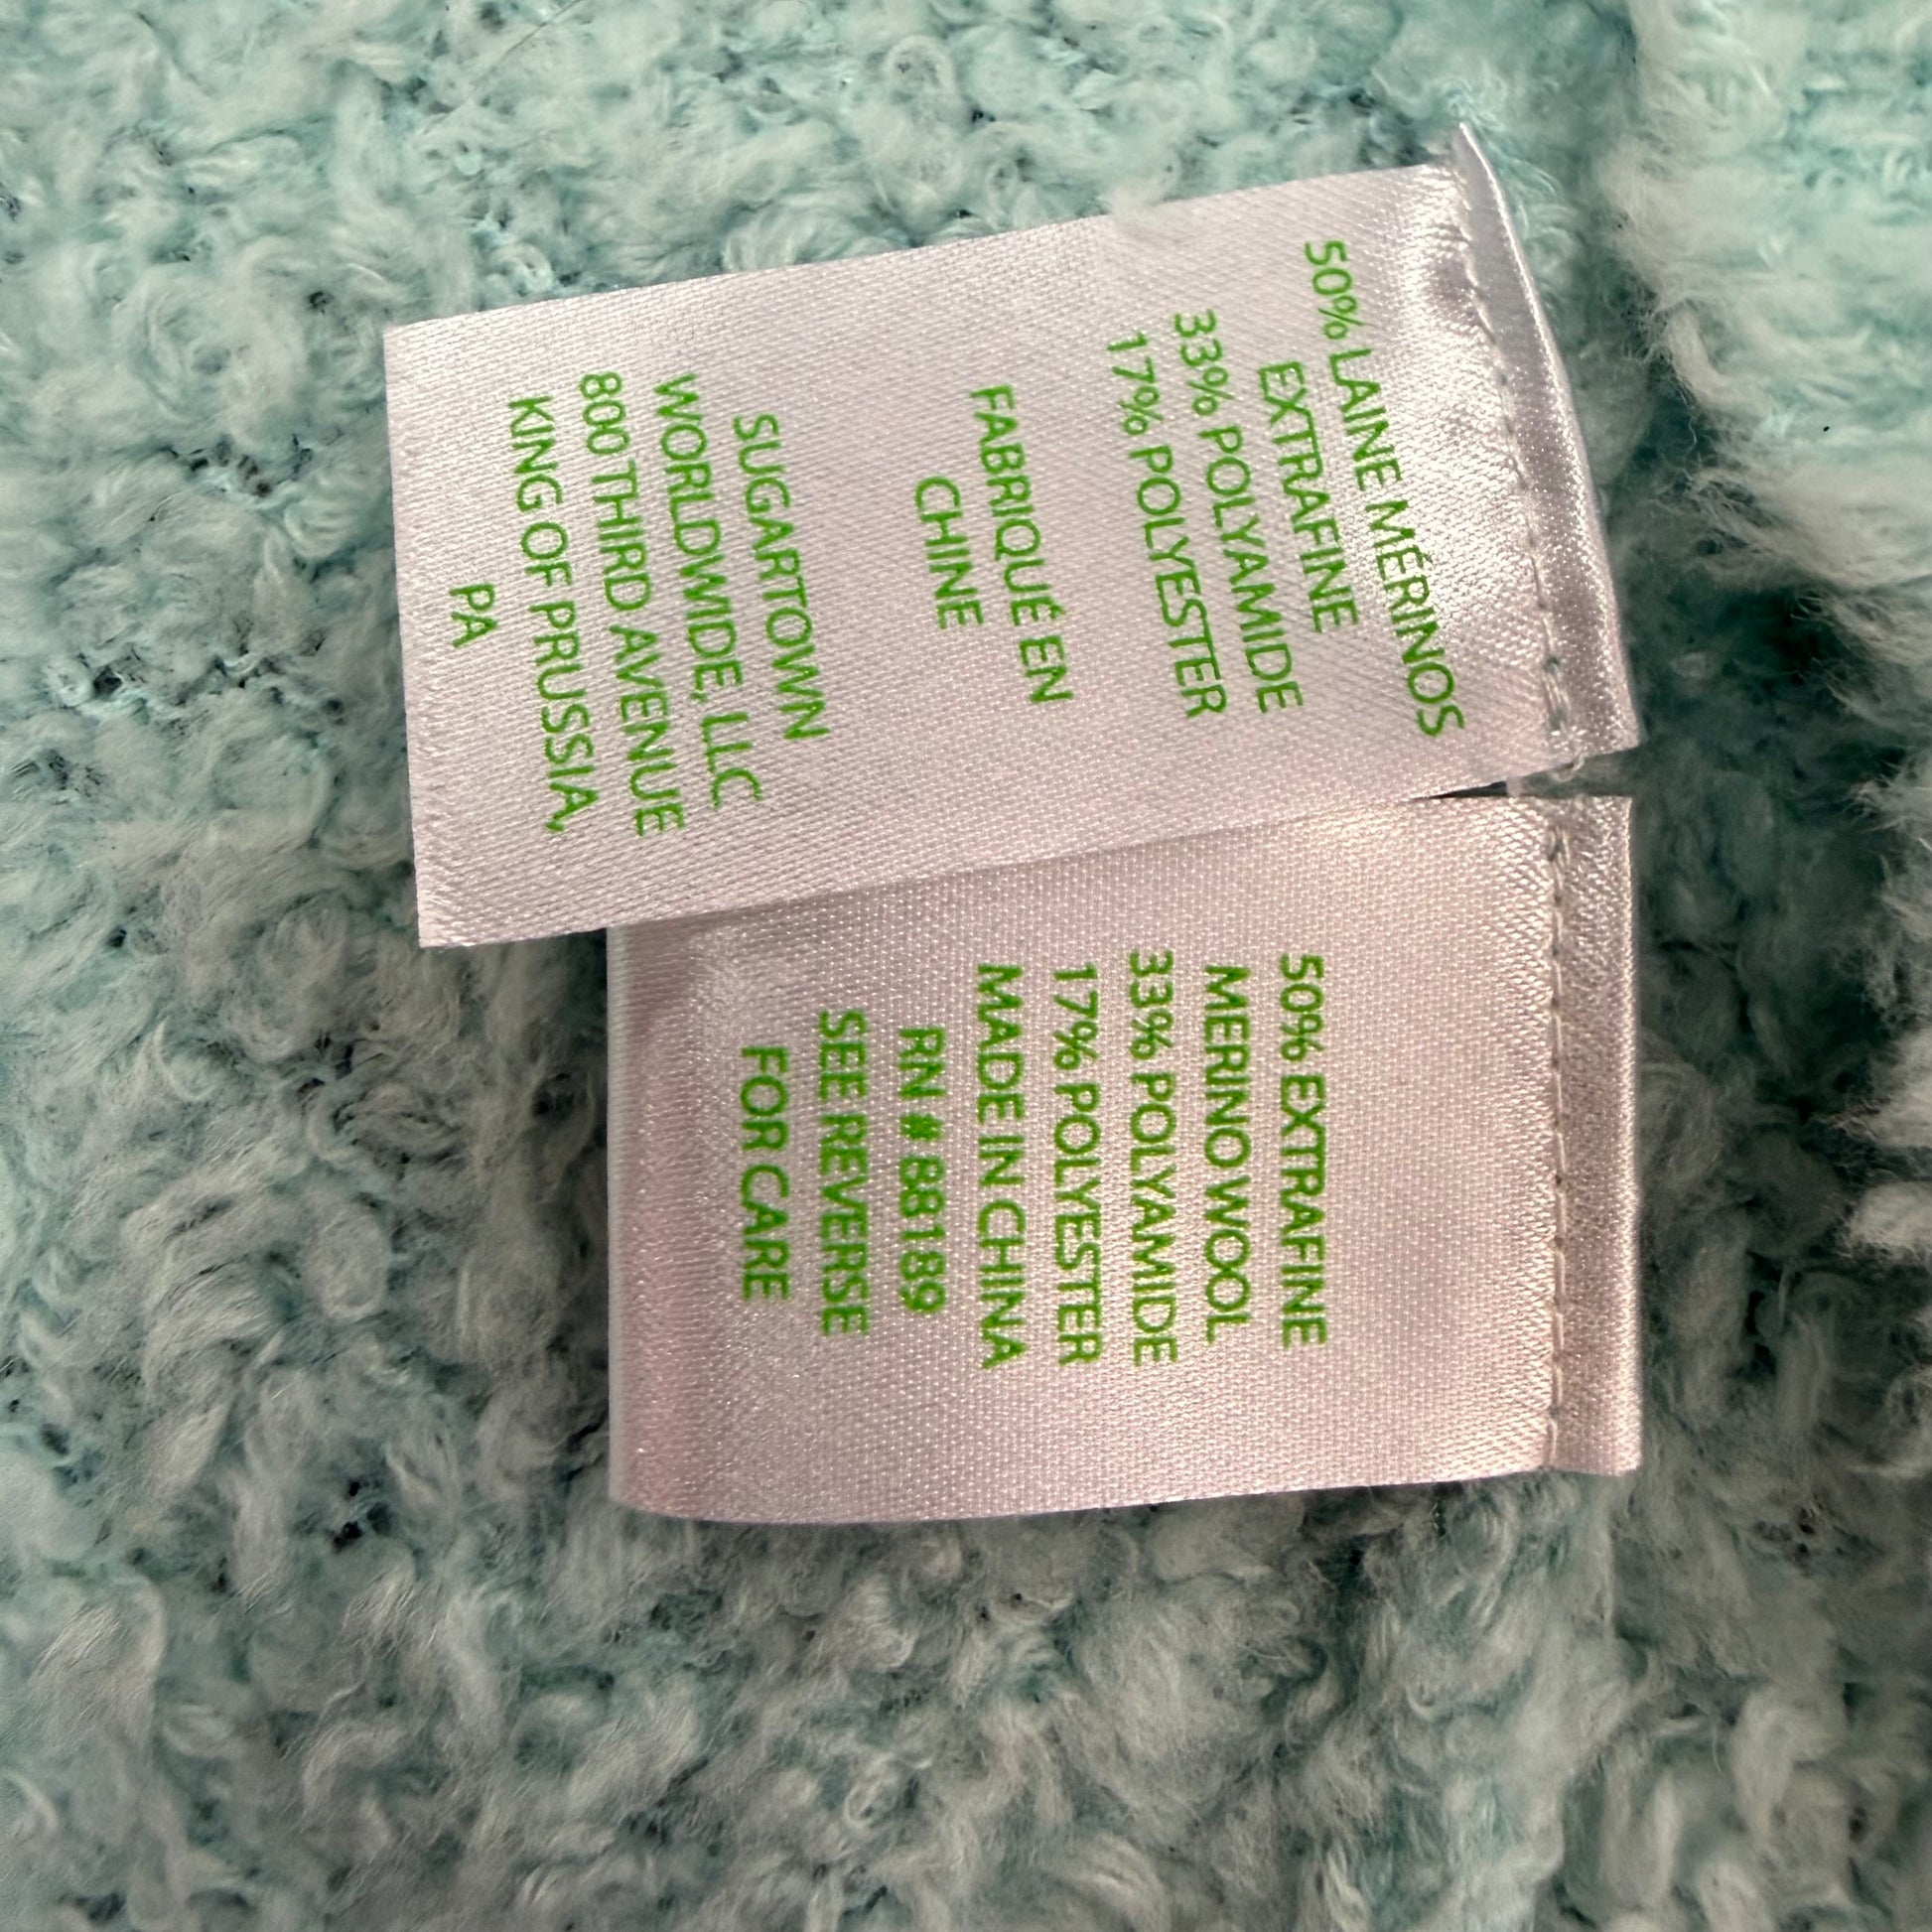 50% LAINE MÉRINOS
EXTRAFINE
33% POLYAMIDE
17% POLYESTER
FABRIQUÉ EN
CHINE
SUGARTOWN
WORLDWIDE, LLC
800 THIRD AVENUE
KING OF PRUSSIA,
PA
50% EXTRAFINE
MERINO WOOL
33% POLYAMIDE
17% POLYESTER
MADE IN CHINA
RN # 88189
SEE REVERSE
FOR CARE